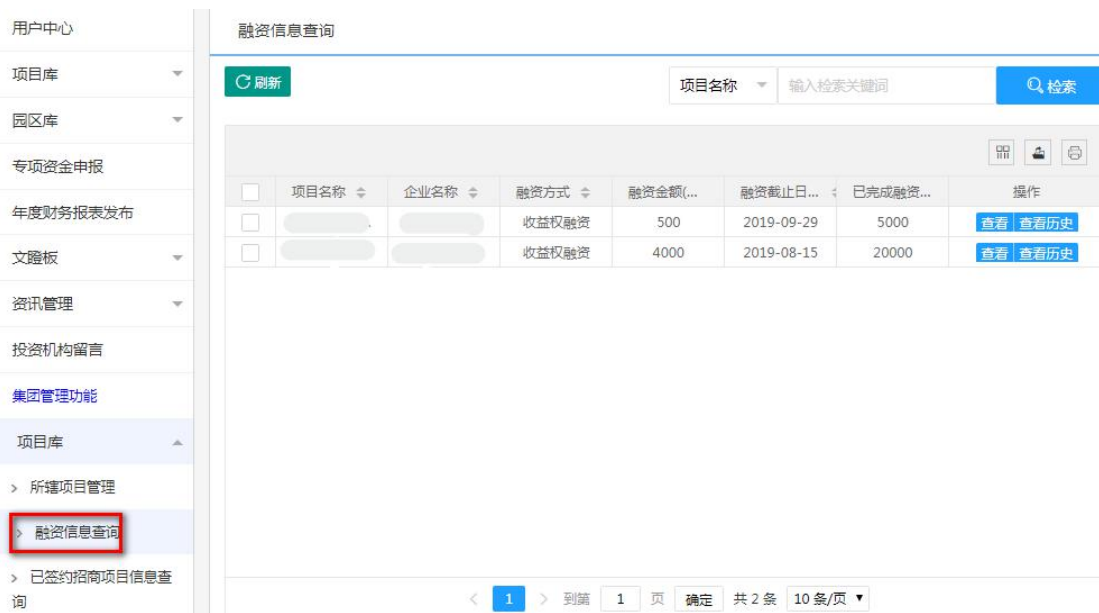 用户中心
项目库
园区库
专项资金申报
年度财务报表发布
文瞪板
资讯管理
投资机构留言
集团管理功能
项目库
> 所辖项目管理
> 融资信息查询
> 已签约招商项目信息查
询
融资信息查询
刷新 项目名称 输入检索关键词 检索
项目名称 企业名称 融资方式 融资金额(... 融资截止日... 已完成融资... 操作
收益权融资 500 2019-09-29 5000 查看 查看历史
收益权融资 4000 2019-08-15 20000 查看 查看历史
< 1 > 到第 1 页 确定 共 2 条 10 条/页